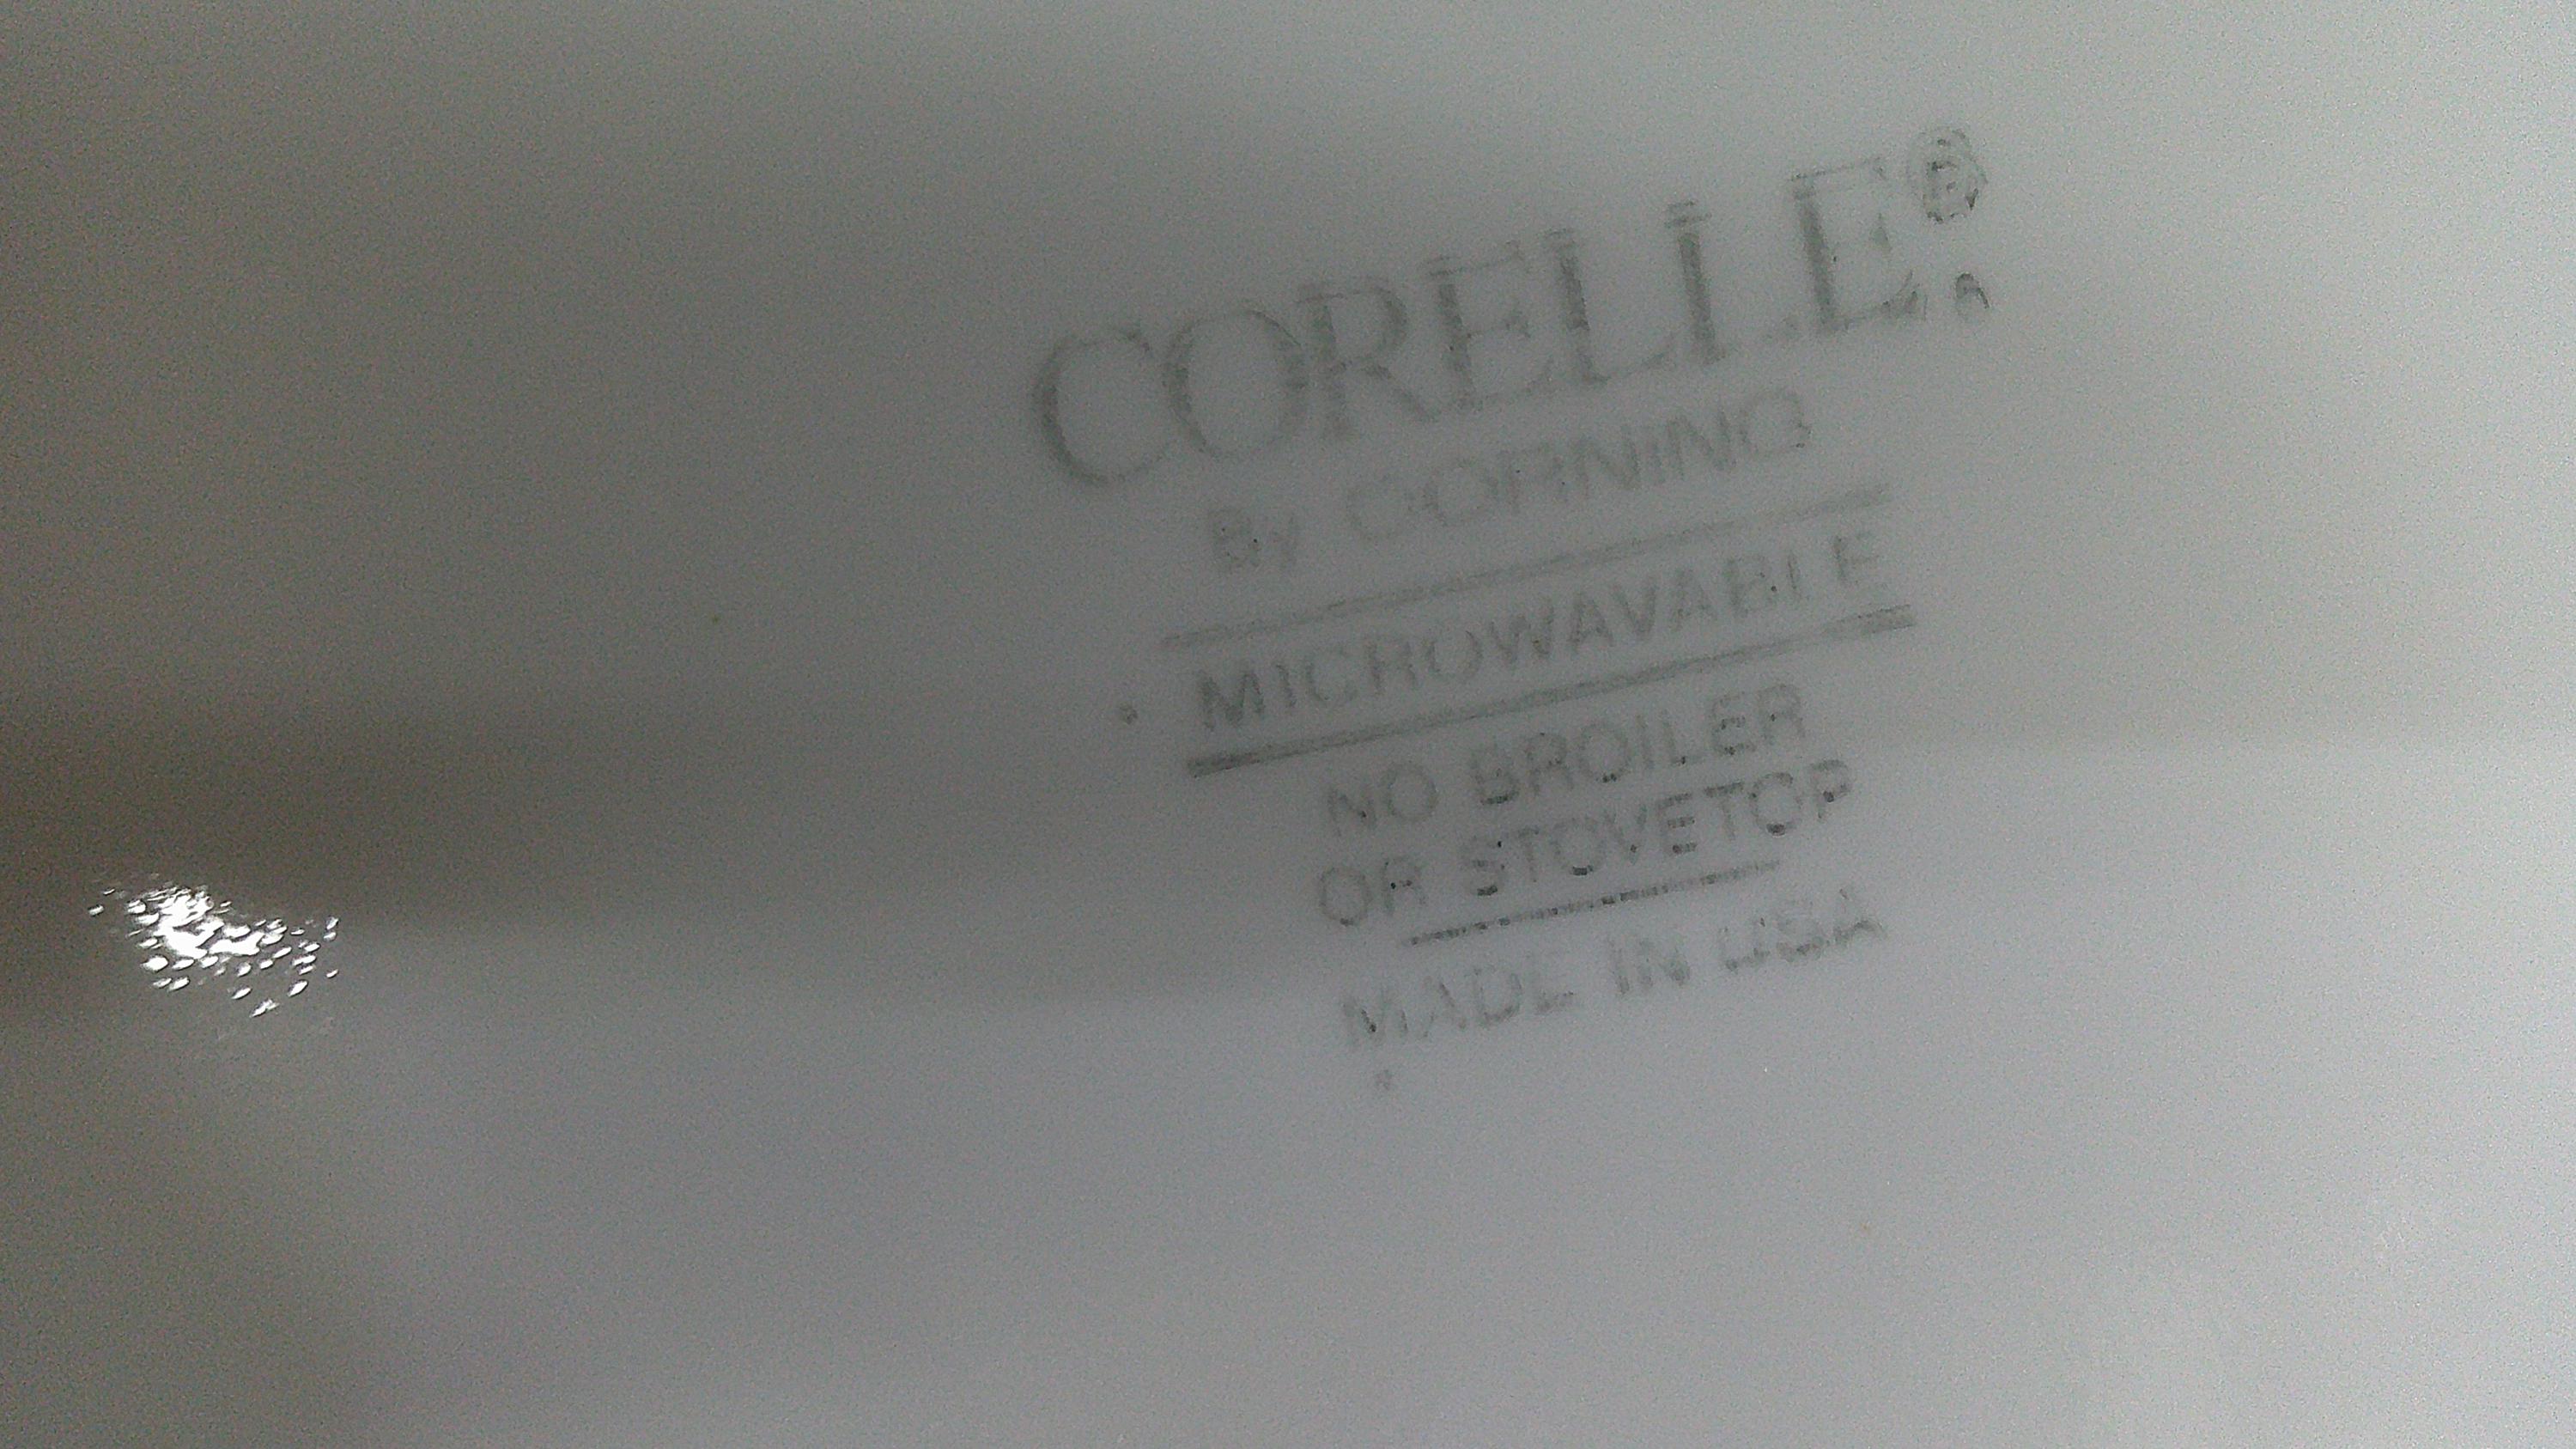 CORELLE®
A
By CORNING
MICROWAVABLE
NO BROILER
OR STOVETOP
MADE IN USA